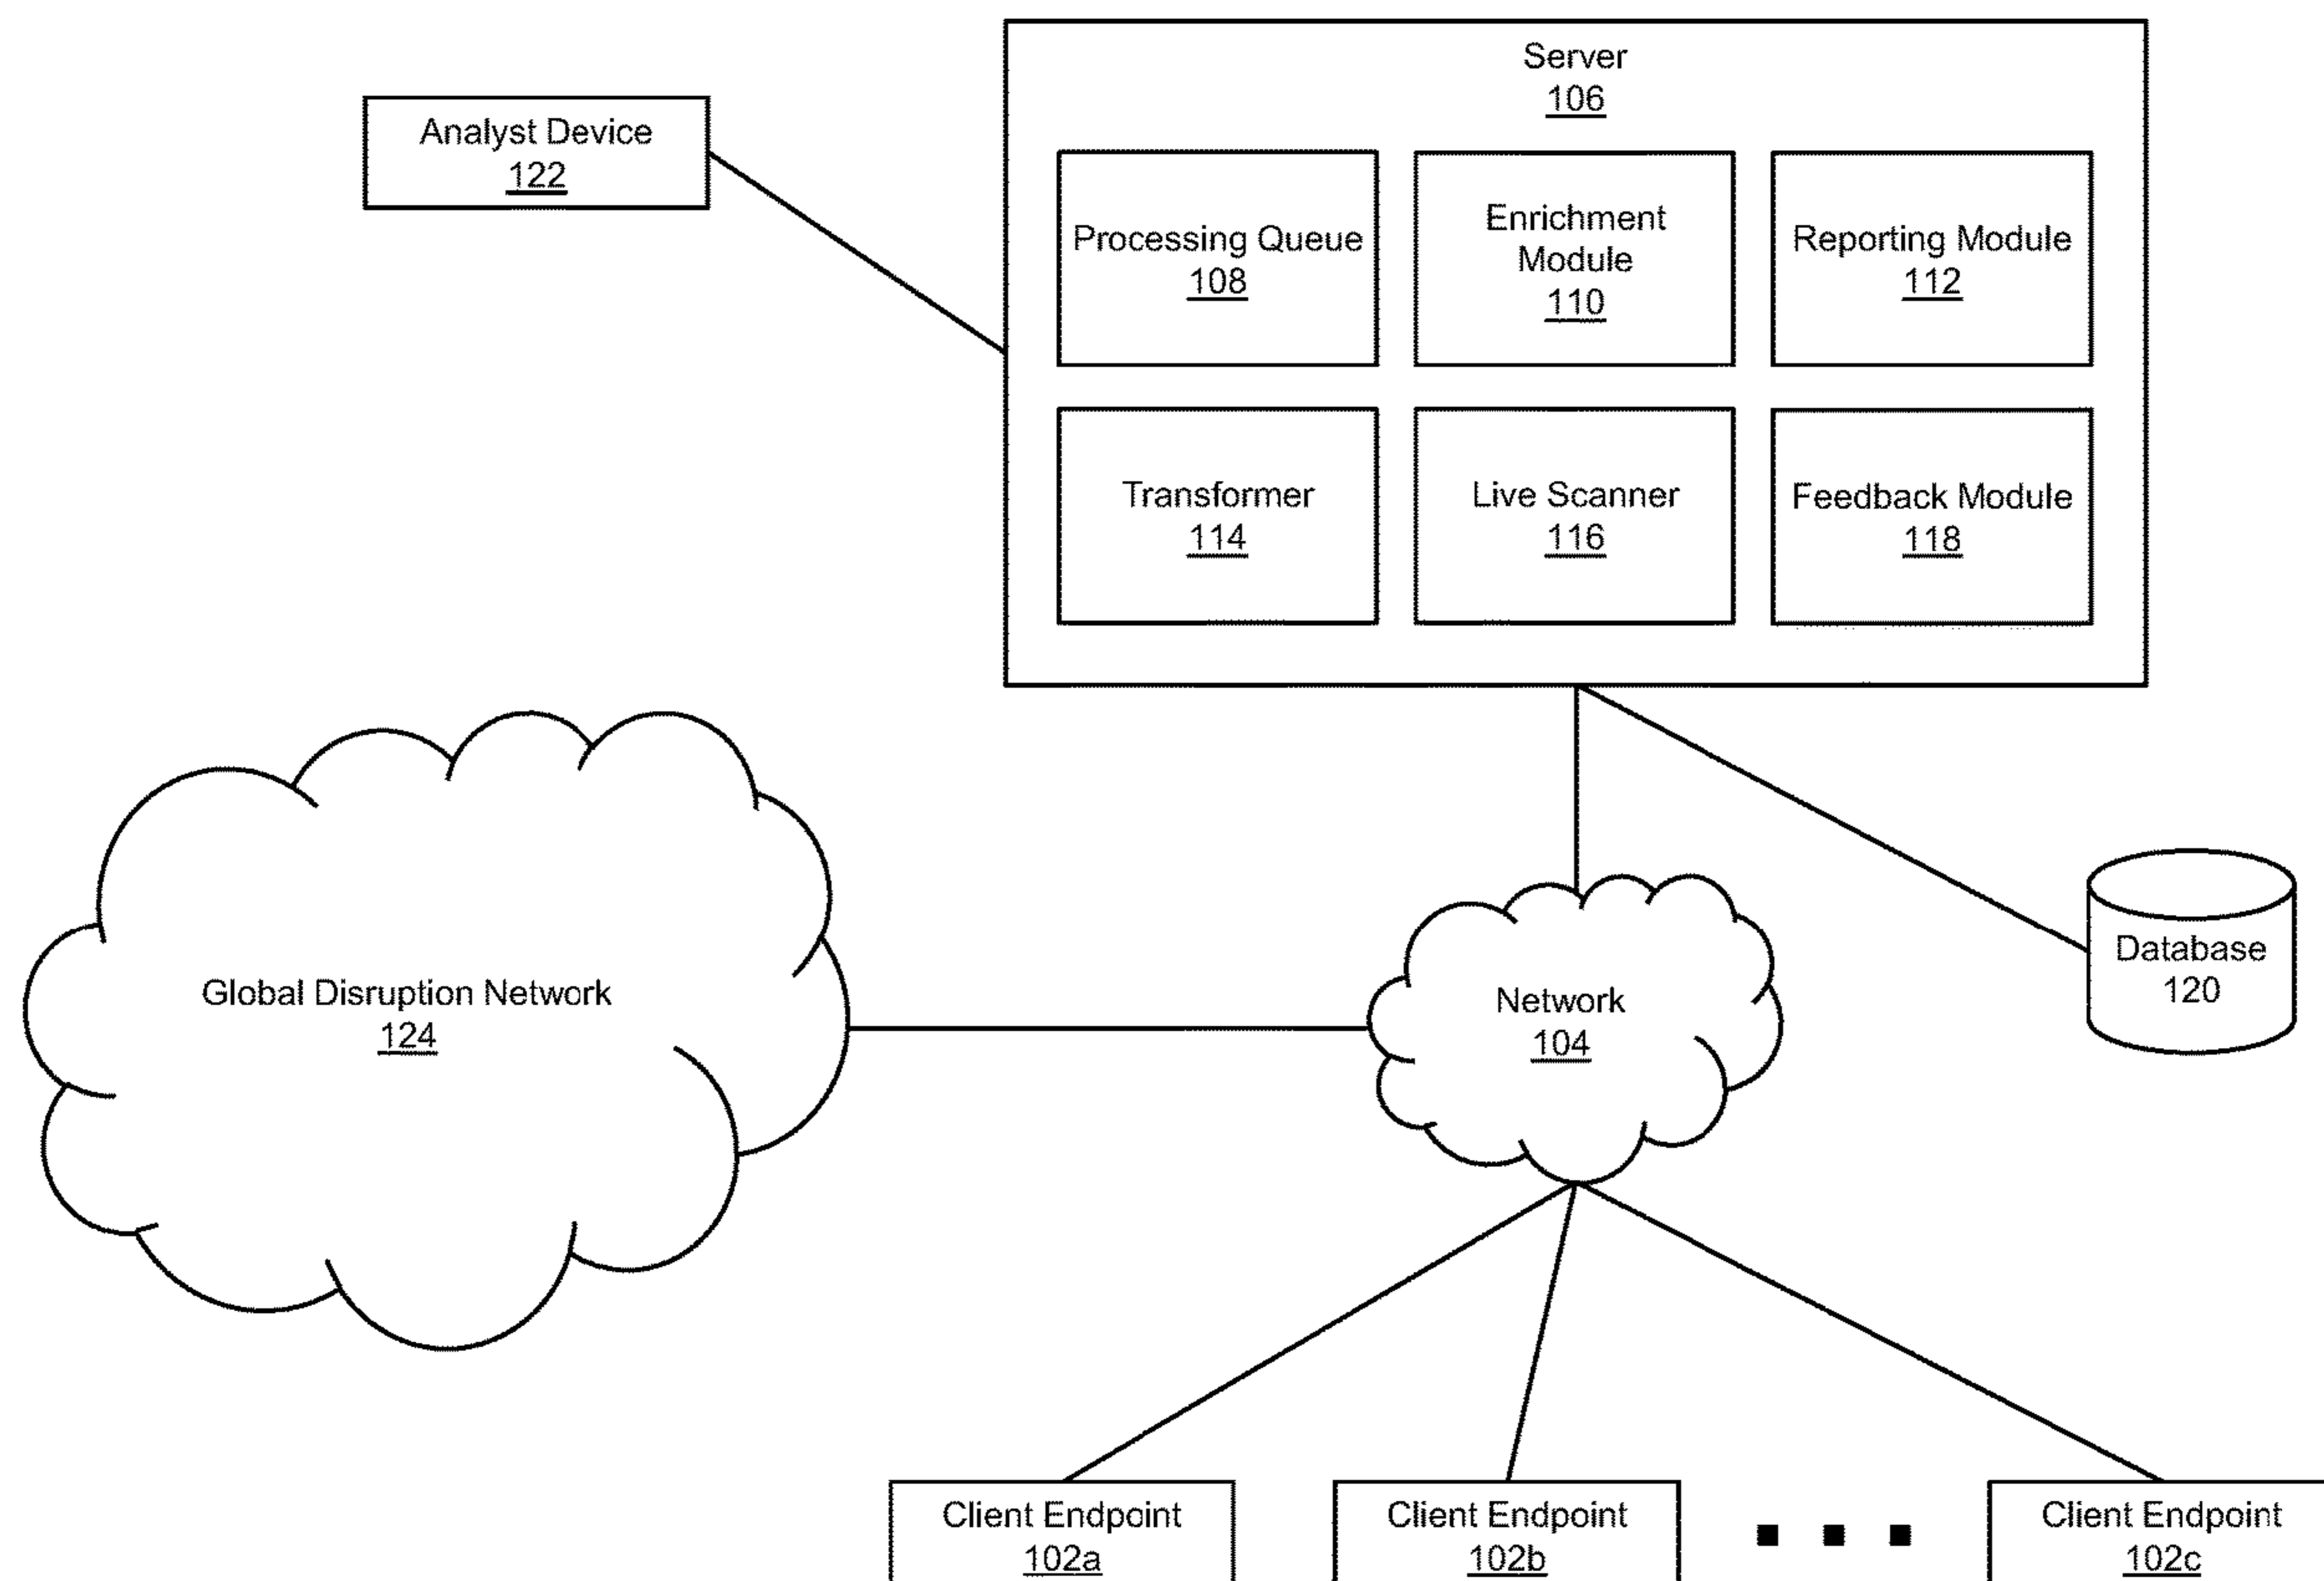 Server
106
Analyst Device
122
Processing Queue
108
Enrichment
Module
110
Reporting Module
112
Transformer
114
Live Scanner
116
Feedback Module
118
Global Disruption Network
124
Network
104
Database
120
Client Endpoint
102a
Client Endpoint
102b
Client Endpoint
102c